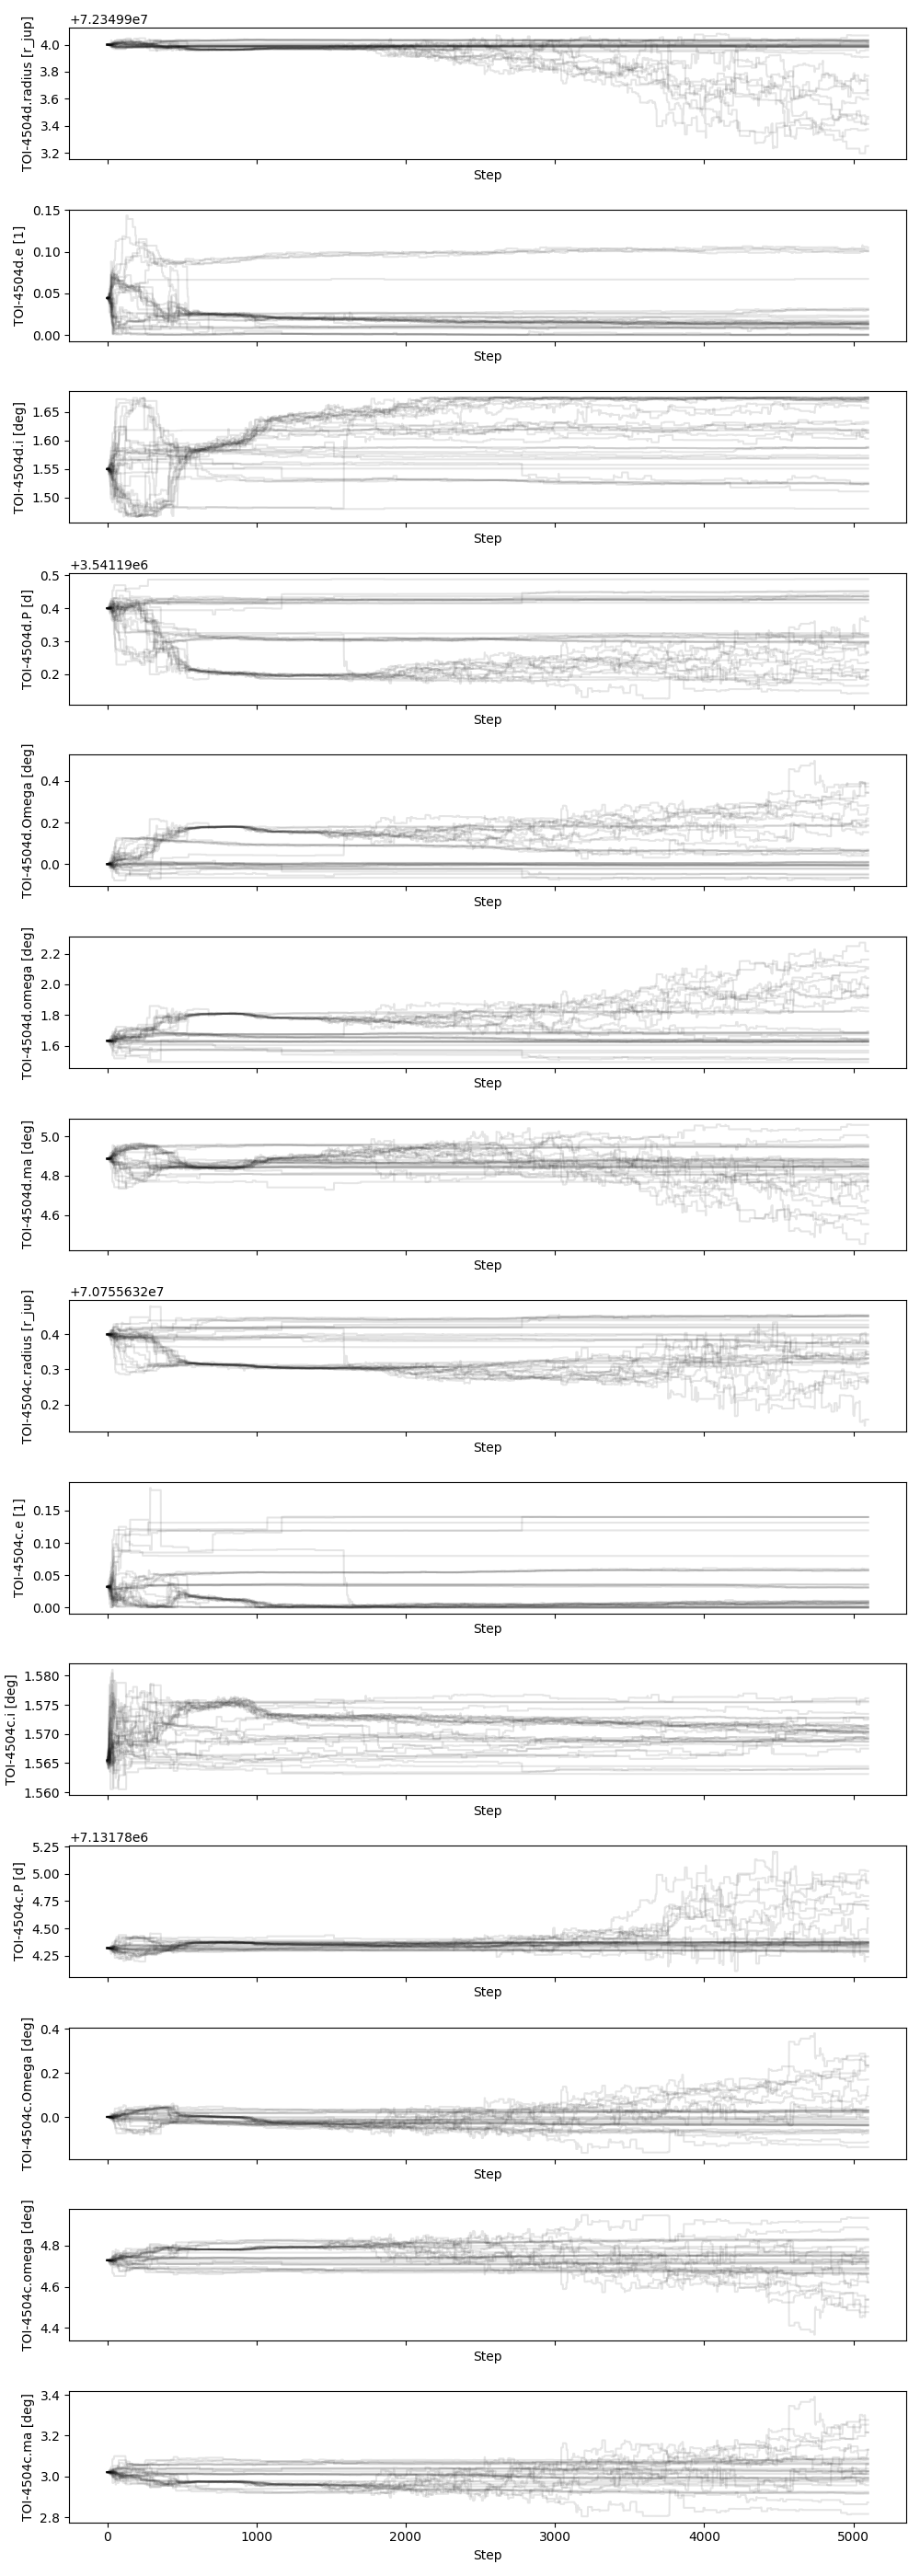 +7.23499e7
TOI-4504d.radius [r_jup]
4.0
3.8
3.6
3.4
3.2
Step
TOI-4504d.e [1]
0.15
0.10
0.05
0.00
Step
TOI-4504d.i [deg]
1.65
1.60
1.55
1.50
Step
+3.54119e6
TOI-4504d.P [d]
0.5
0.4
0.3
0.2
Step
TOI-4504d.Omega [deg]
0.4
0.2
0.0
Step
TOI-4504d.omega [deg]
2.2
2.0
1.8
1.6
Step
TOI-4504d.ma [deg]
5.0
4.8
4.6
Step
+7.0755632e7
TOI-4504c.radius [r_jup]
0.4
0.3
0.2
Step
TOI-4504c.e [1]
0.15
0.10
0.05
0.00
Step
TOI-4504c.i [deg]
1.580
1.575
1.570
1.565
1.560
Step
+7.13178e6
TOI-4504c.P [d]
5.25
5.00
4.75
4.50
4.25
Step
TOI-4504c.Omega [deg]
0.4
0.2
0.0
Step
TOI-4504c.omega [deg]
4.8
4.6
4.4
Step
TOI-4504c.ma [deg]
3.4
3.2
3.0
2.8
0 1000 2000 3000 4000 5000
Step